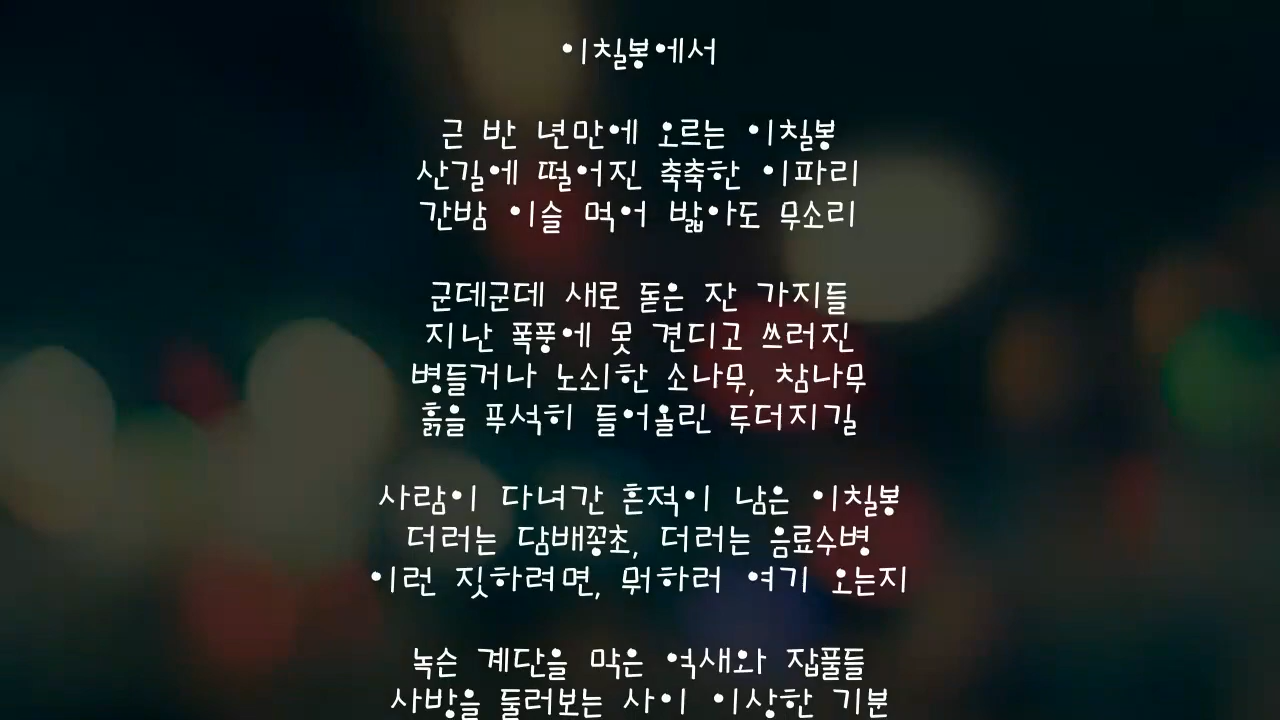 이칠봉에서
근 반 년만에 오르는 이칠봉
산길에 떨어진 축축한 이파리
간밤 이슬 먹어 밟아도 무소리
군데군데 새로 돋은 잔 가지들
지난 폭풍에 못 견디고 쓰러진
병들거나 노쇠한 소나무, 참나무
흙을 푸석히 들어올린 두더지길
사람이 다녀간 흔적이 남은 이칠봉
더러는 담배꽁초, 더러는 음료수병
이런 짓하려면, 뭐하러 여기 오는지
녹슨 계단을 막은 억새와 잡풀들
사방을 둘러보는 사이 이상한 기분